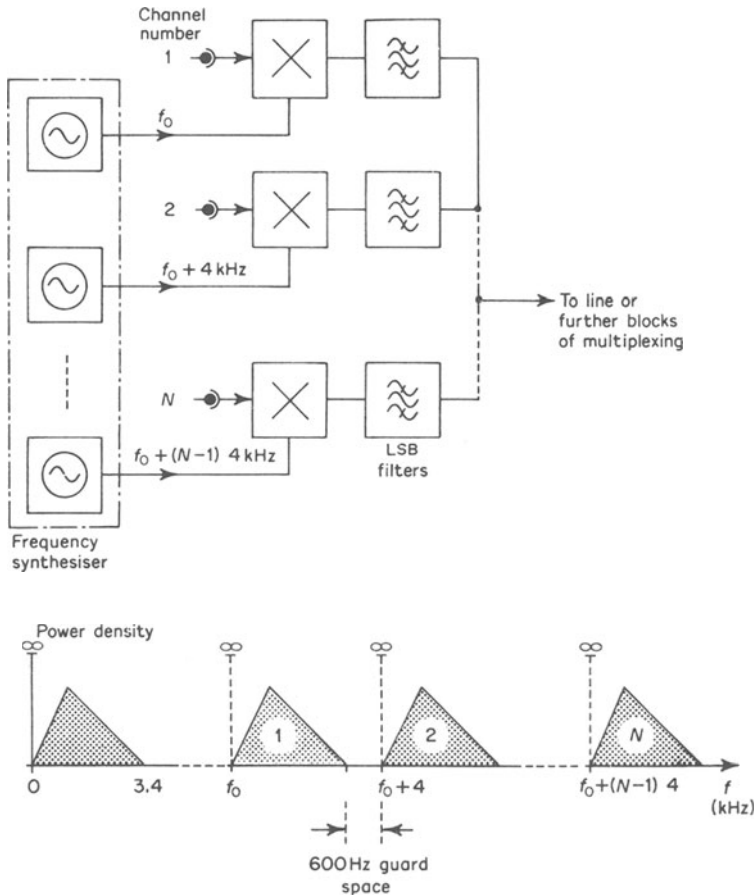 Channel
number
1
f₀
2
f₀ + 4 kHz
To line or
further blocks
of multiplexing
N
LSB
filters
f₀ + (N−1) 4 kHz
Frequency
synthesiser
Power density
∞
∞
∞
∞
1
2
N
0
3.4
f₀
f₀+4
f₀+(N−1) 4
f
(kHz)
600 Hz guard
space